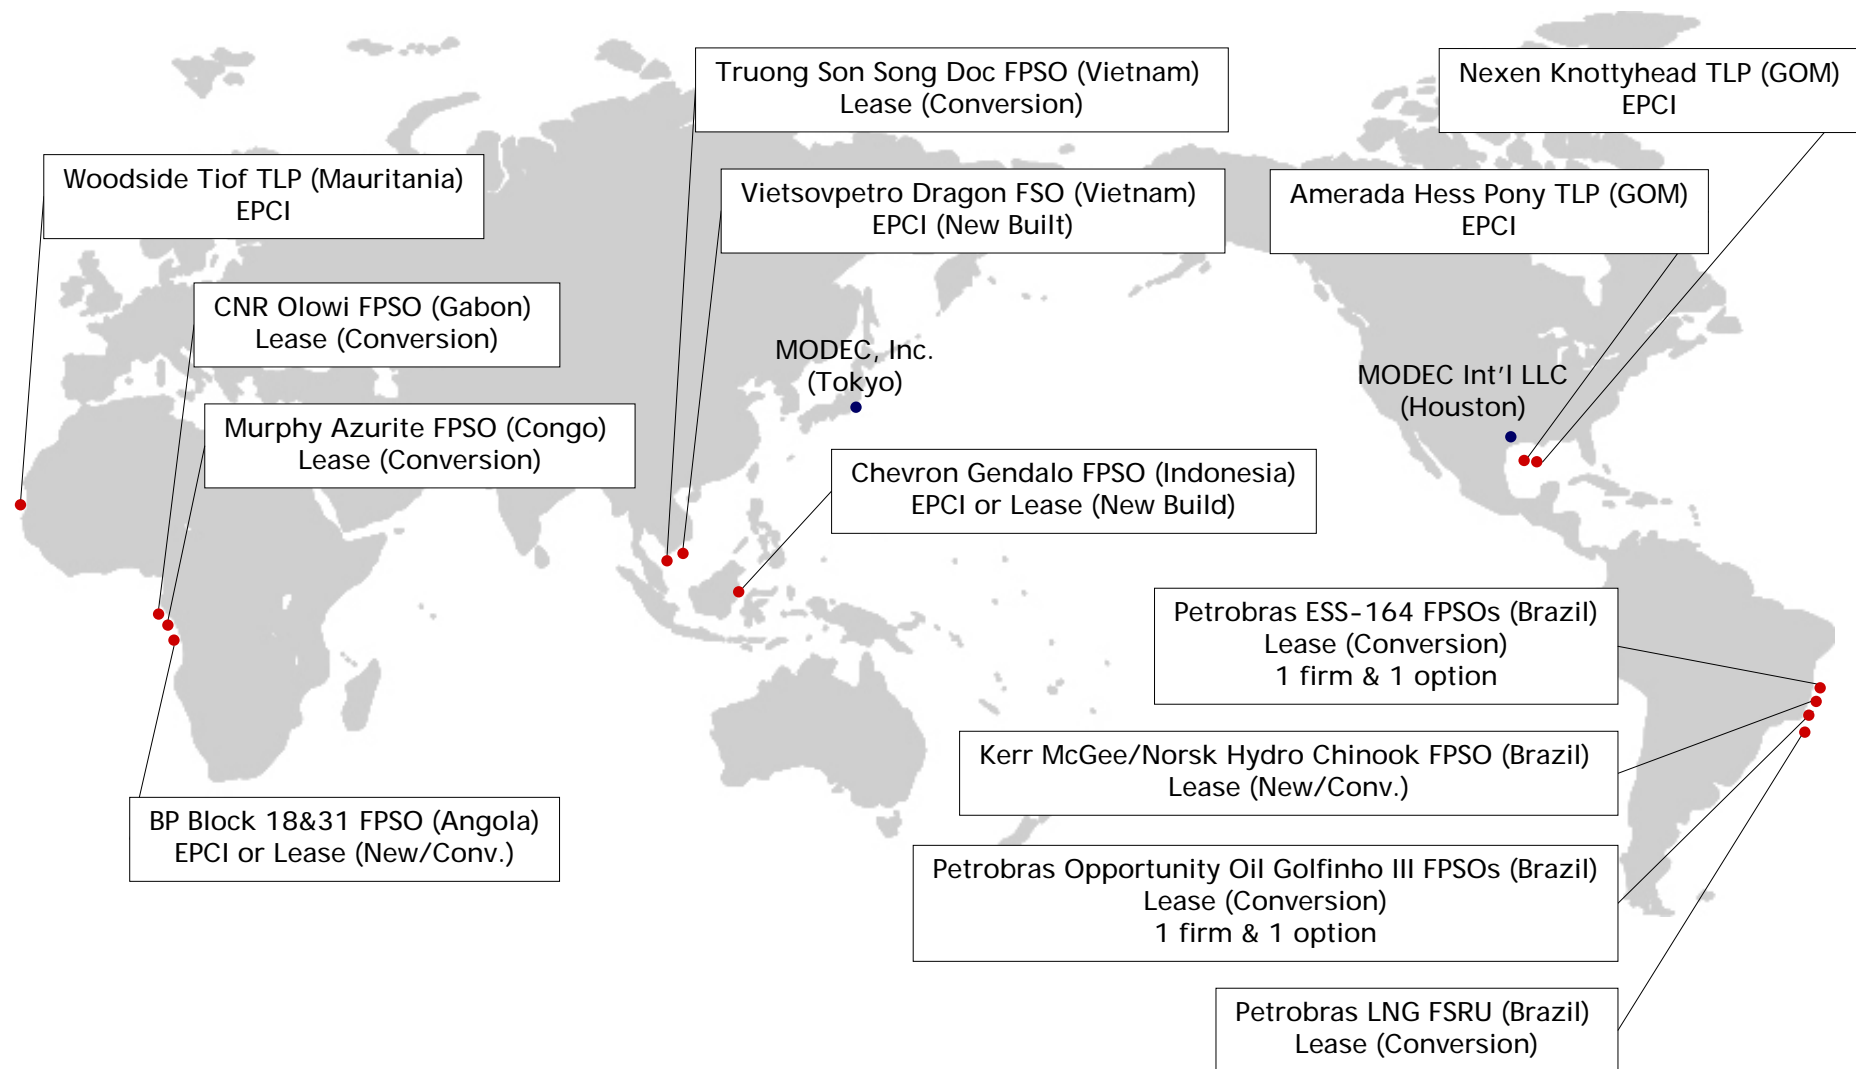 Truong Son Song Doc FPSO (Vietnam)
Lease (Conversion)
Nexen Knottyhead TLP (GOM)
EPCI
Woodside Tiof TLP (Mauritania)
EPCI
Vietsovpetro Dragon FSO (Vietnam)
EPCI (New Built)
Amerada Hess Pony TLP (GOM)
EPCI
CNR Olowi FPSO (Gabon)
Lease (Conversion)
MODEC, Inc.
(Tokyo)
MODEC Int'l LLC
(Houston)
Murphy Azurite FPSO (Congo)
Lease (Conversion)
Chevron Gendalo FPSO (Indonesia)
EPCI or Lease (New Build)
Petrobras ESS-164 FPSOs (Brazil)
Lease (Conversion)
1 firm & 1 option
Kerr McGee/Norsk Hydro Chinook FPSO (Brazil)
Lease (New/Conv.)
BP Block 18&31 FPSO (Angola)
EPCI or Lease (New/Conv.)
Petrobras Opportunity Oil Golfinho III FPSOs (Brazil)
Lease (Conversion)
1 firm & 1 option
Petrobras LNG FSRU (Brazil)
Lease (Conversion)